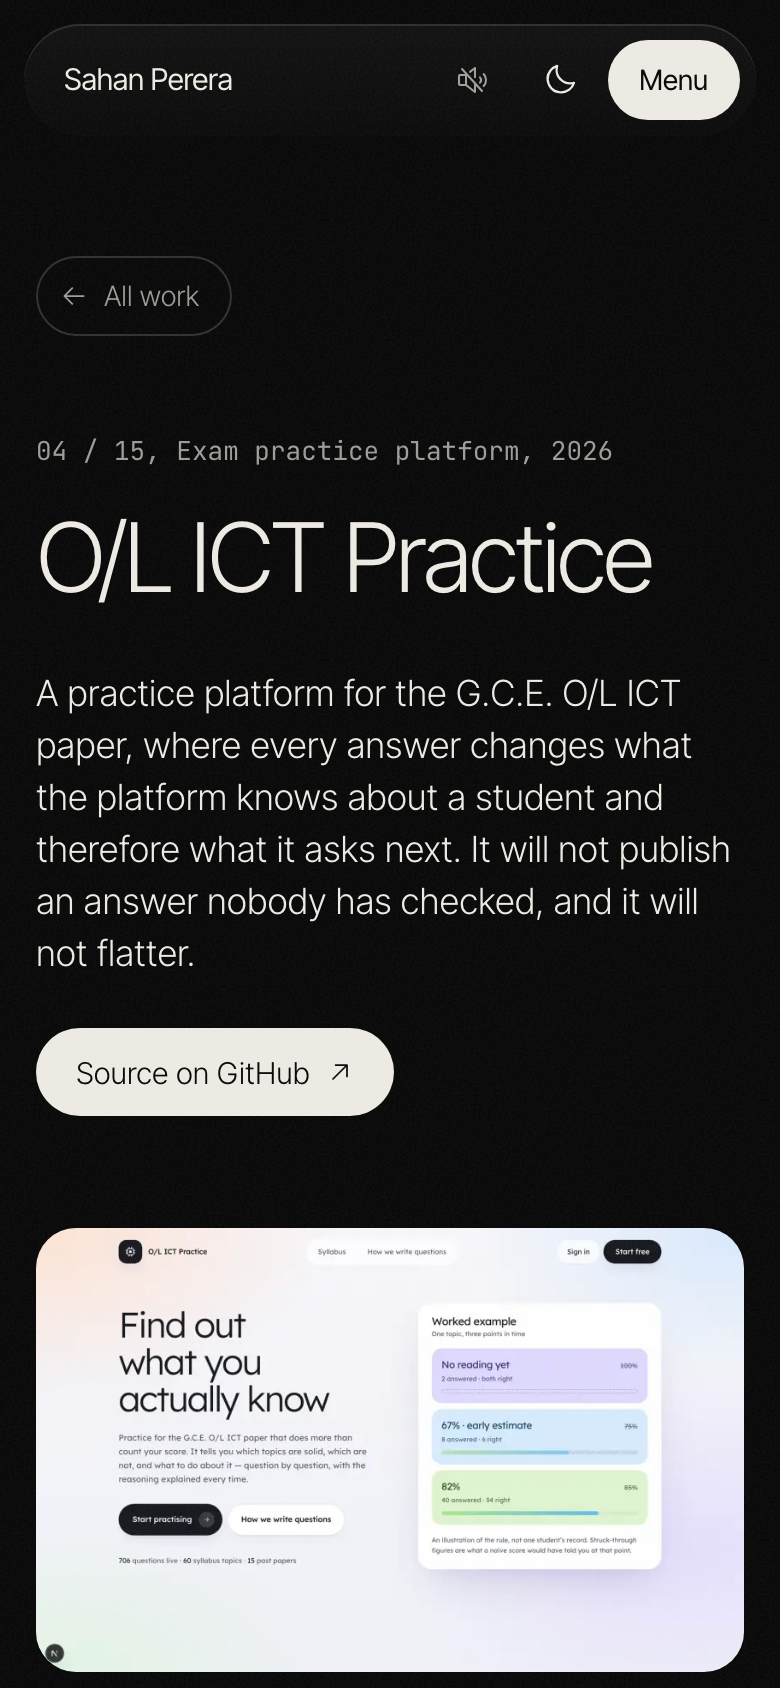 Sahan Perera
Menu
← All work
04 / 15, Exam practice platform, 2026
O/L ICT Practice
A practice platform for the G.C.E. O/L ICT
paper, where every answer changes what
the platform knows about a student and
therefore what it asks next. It will not publish
an answer nobody has checked, and it will
not flatter.
Source on GitHub ↗
O/L ICT Practice
Syllabus
How we write questions
Sign in
Start free
Find out
what you
actually know
Practice for the G.C.E. O/L ICT paper that does more than
count your score. It tells you which topics are solid, which are
not, and what to do about it — question by question, with the
reasoning explained every time.
Start practising →
How we write questions
706 questions live · 60 syllabus topics · 15 past papers
Worked example
One topic, three points in time
No reading yet
100%
2 answered · both right
67% · early estimate
75%
8 answered · 6 right
82%
85%
40 answered · 34 right
An illustration of the rule, not one student's record. Struck-through
figures are what a naive score would have told you at that point.
N